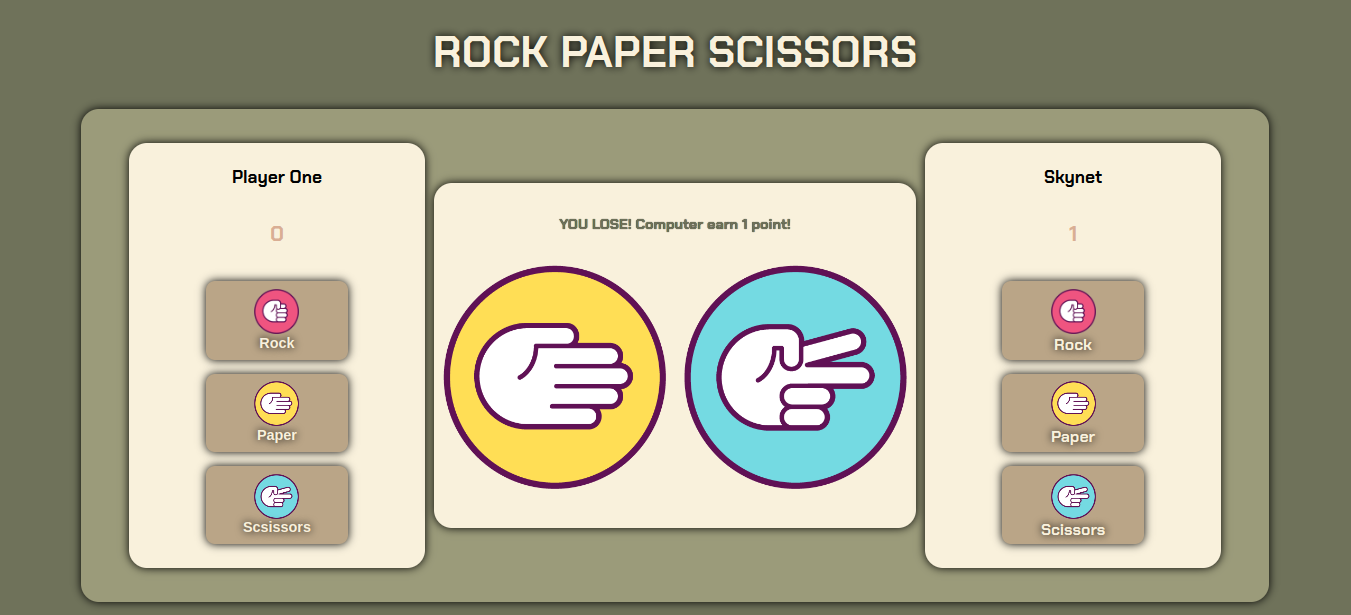 ROCK PAPER SCISSORS
Player One
0
Rock
Paper
Scsissors
YOU LOSE! Computer earn 1 point!
Skynet
1
Rock
Paper
Scissors